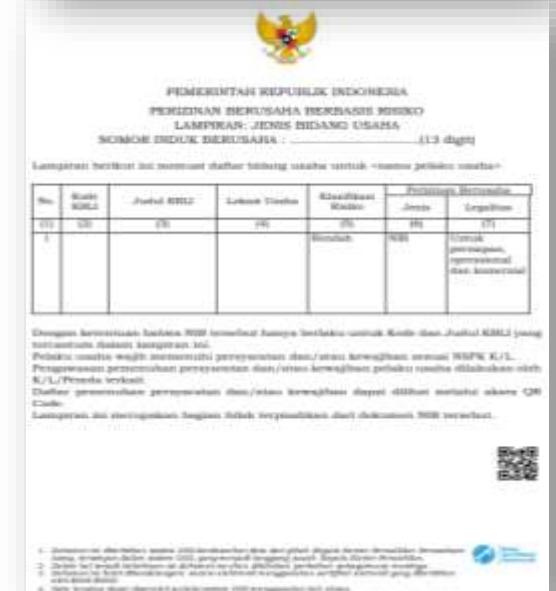 PEMERINTAH REPUBLIK INDONESIA
PERIZINAN BERUSAHA BERBASIS RISIKO
LAMPIRAN: JENIS BIDANG USAHA
NOMOR INDUK BERUSAHA : ................................(13 digit)
Lampiran berikut ini memuat daftar bidang usaha untuk <nama pelaku usaha>
No. Kode KBLI Judul KBLI Lokasi Usaha Klasifikasi Risiko Perizinan Berusaha
Jenis Legalitas
(1) (2) (3) (4) (5) (6) (7)
1 Rendah NIB Untuk
persiapan,
operasional
dan komersial
Dengan ketentuan bahwa NIB tersebut hanya berlaku untuk Kode dan Judul KBLI yang
tercantum dalam lampiran ini.
Pelaku usaha wajib memenuhi persyaratan dan/atau kewajiban sesuai NSPK K/L.
Pengawasan pemenuhan persyaratan dan/atau kewajiban pelaku usaha dilakukan oleh
K/L/Pemda terkait.
Daftar pemenuhan persyaratan dan/atau kewajiban dapat dilihat melalui akses QR
Code.
Lampiran ini merupakan bagian tidak terpisahkan dari dokumen NIB tersebut.